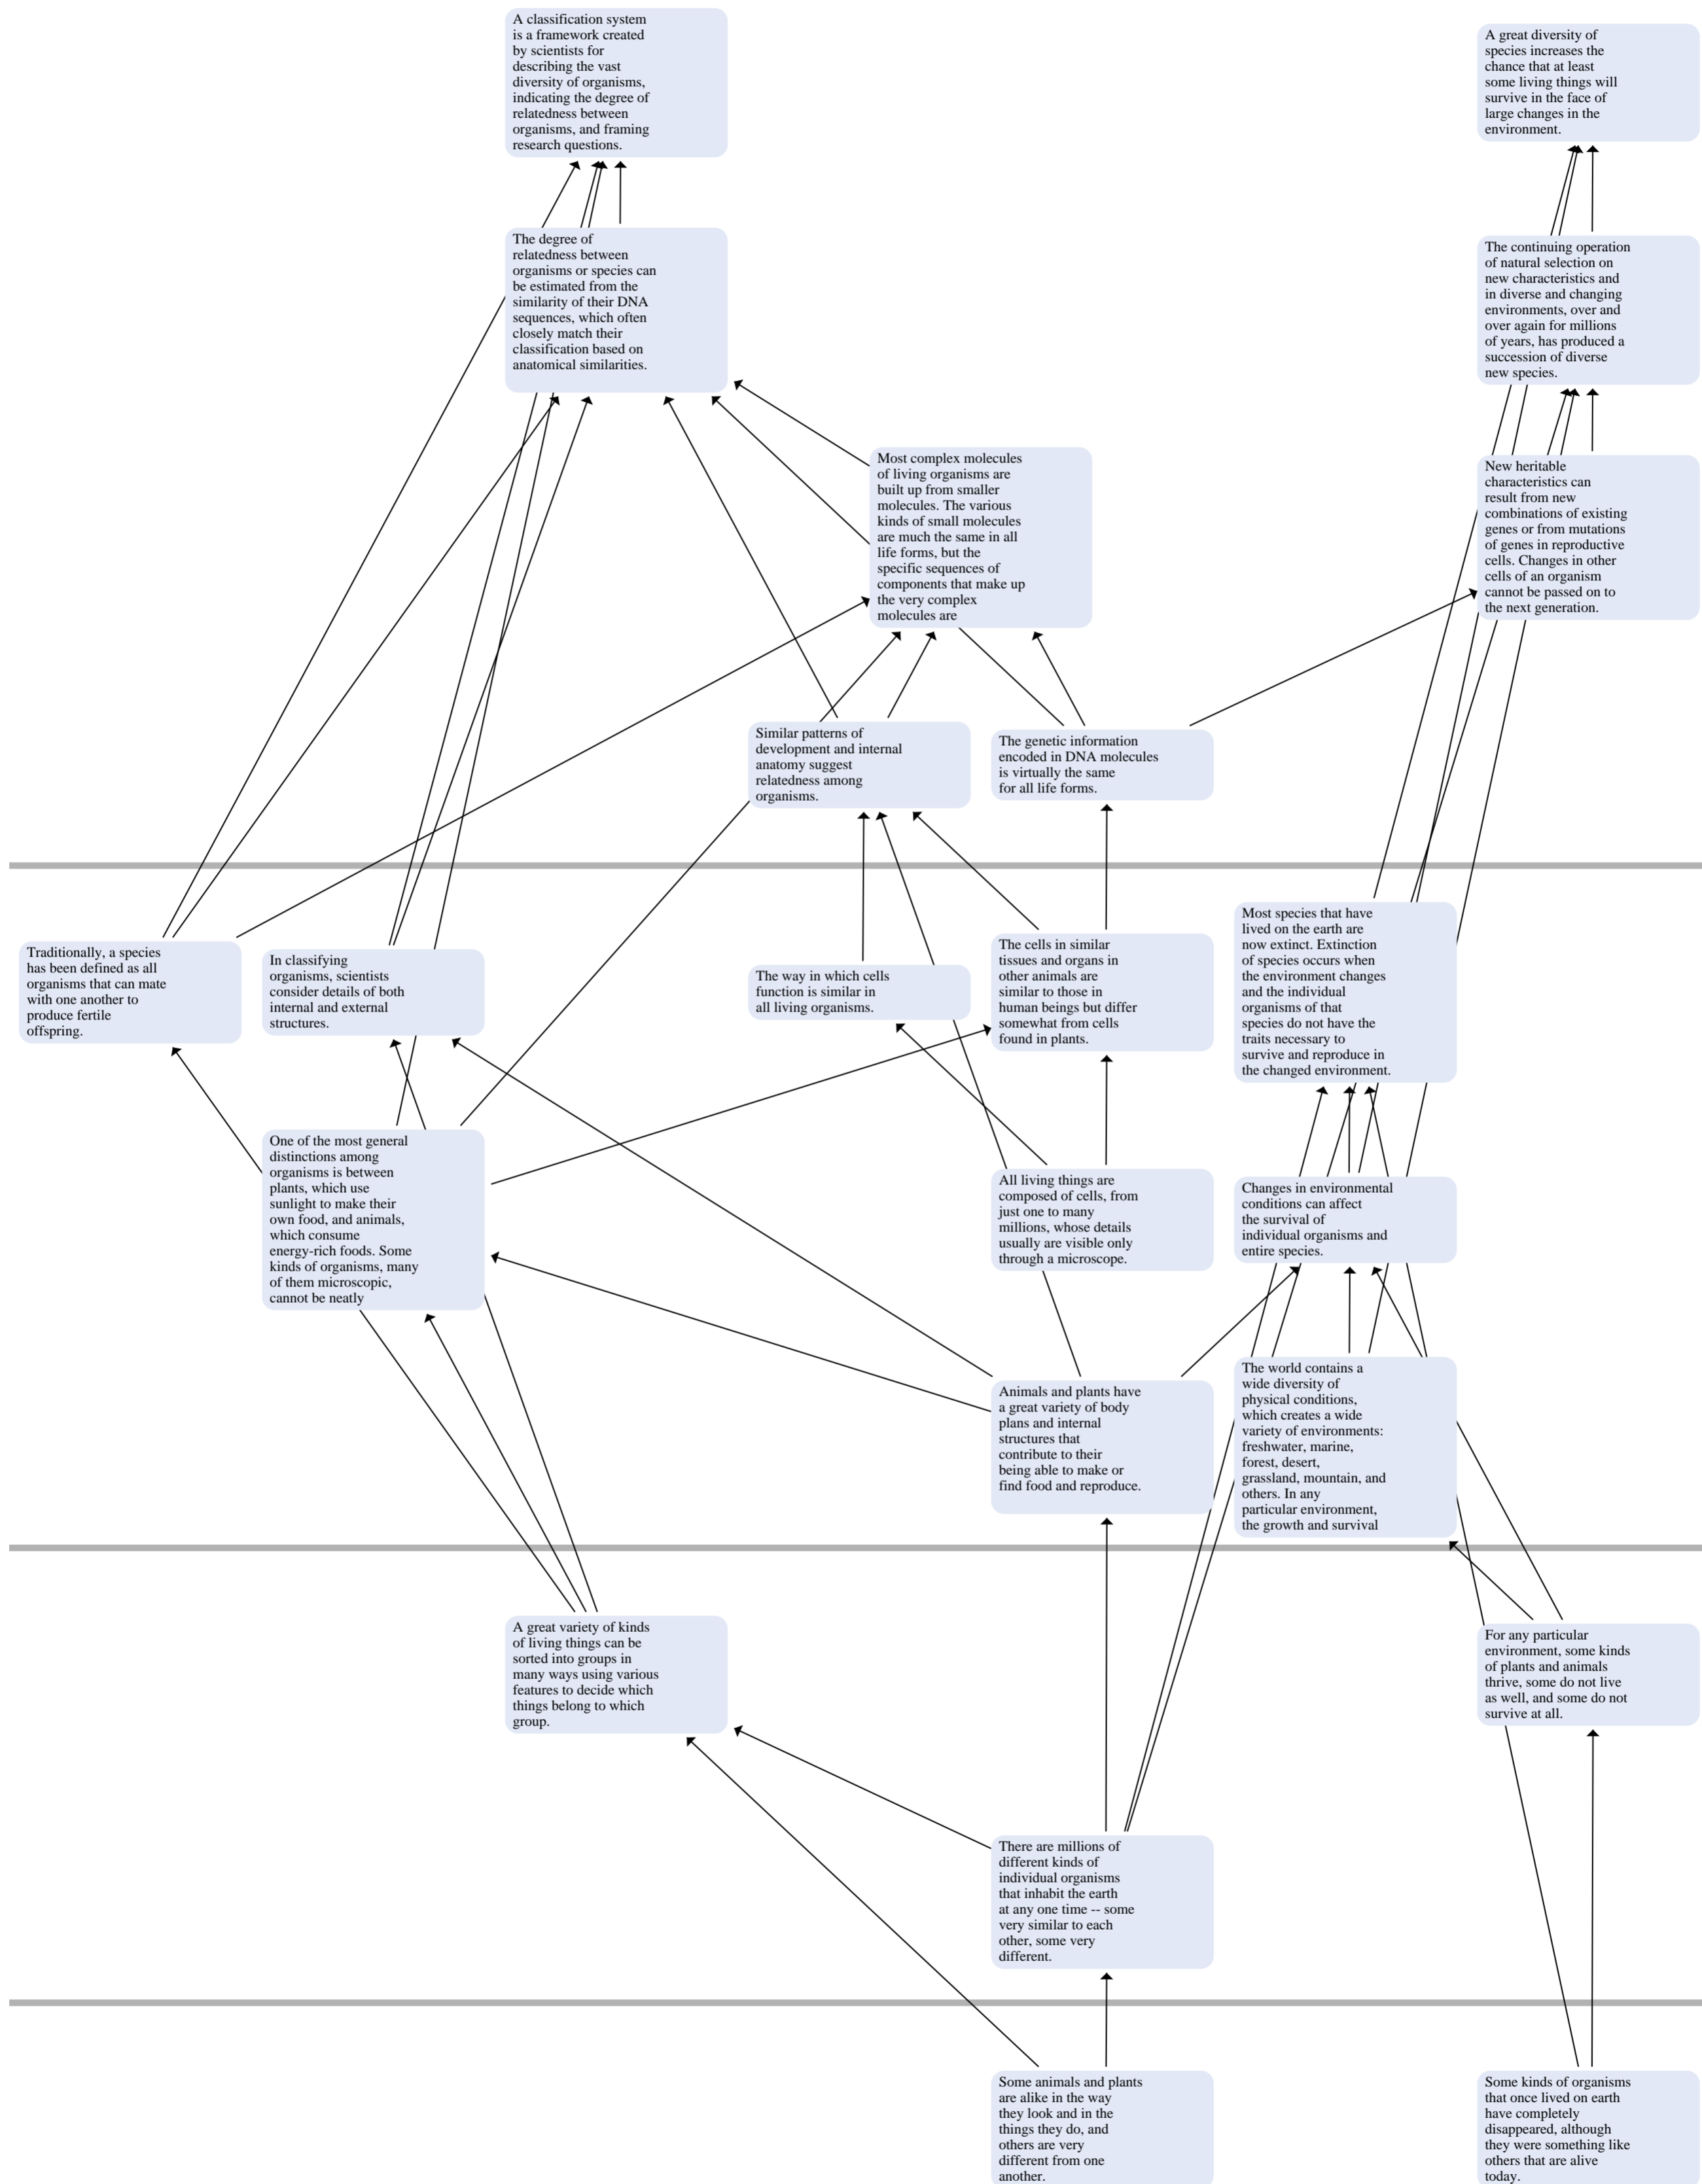 A classification system
is a framework created
by scientists for
describing the vast
diversity of organisms,
indicating the degree of
relatedness between
organisms, and framing
research questions.
A great diversity of
species increases the
chance that at least
some living things will
survive in the face of
large changes in the
environment.
The degree of
relatedness between
organisms or species can
be estimated from the
similarity of their DNA
sequences, which often
closely match their
classification based on
anatomical similarities.
The continuing operation
of natural selection on
new characteristics and
in diverse and changing
environments, over and
over again for millions
of years, has produced a
succession of diverse
new species.
Most complex molecules
of living organisms are
built up from smaller
molecules. The various
kinds of small molecules
are much the same in all
life forms, but the
specific sequences of
components that make up
the very complex
molecules are
New heritable
characteristics can
result from new
combinations of existing
genes or from mutations
of genes in reproductive
cells. Changes in other
cells of an organism
cannot be passed on to
the next generation.
Similar patterns of
development and internal
anatomy suggest
relatedness among
organisms.
The genetic information
encoded in DNA molecules
is virtually the same
for all life forms.
Traditionally, a species
has been defined as all
organisms that can mate
with one another to
produce fertile
offspring.
In classifying
organisms, scientists
consider details of both
internal and external
structures.
The way in which cells
function is similar in
all living organisms.
The cells in similar
tissues and organs in
other animals are
similar to those in
human beings but differ
somewhat from cells
found in plants.
Most species that have
lived on the earth are
now extinct. Extinction
of species occurs when
the environment changes
and the individual
organisms of that
species do not have the
traits necessary to
survive and reproduce in
the changed environment.
One of the most general
distinctions among
organisms is between
plants, which use
sunlight to make their
own food, and animals,
which consume
energy-rich foods. Some
kinds of organisms, many
of them microscopic,
cannot be neatly
All living things are
composed of cells, from
just one to many
millions, whose details
usually are visible only
through a microscope.
Changes in environmental
conditions can affect
the survival of
individual organisms and
entire species.
Animals and plants have
a great variety of body
plans and internal
structures that
contribute to their
being able to make or
find food and reproduce.
The world contains a
wide diversity of
physical conditions,
which creates a wide
variety of environments:
freshwater, marine,
forest, desert,
grassland, mountain, and
others. In any
particular environment,
the growth and survival
A great variety of kinds
of living things can be
sorted into groups in
many ways using various
features to decide which
things belong to which
group.
For any particular
environment, some kinds
of plants and animals
thrive, some do not live
as well, and some do not
survive at all.
There are millions of
different kinds of
individual organisms
that inhabit the earth
at any one time -- some
very similar to each
other, some very
different.
Some animals and plants
are alike in the way
they look and in the
things they do, and
others are very
different from one
another.
Some kinds of organisms
that once lived on earth
have completely
disappeared, although
they were something like
others that are alive
today.